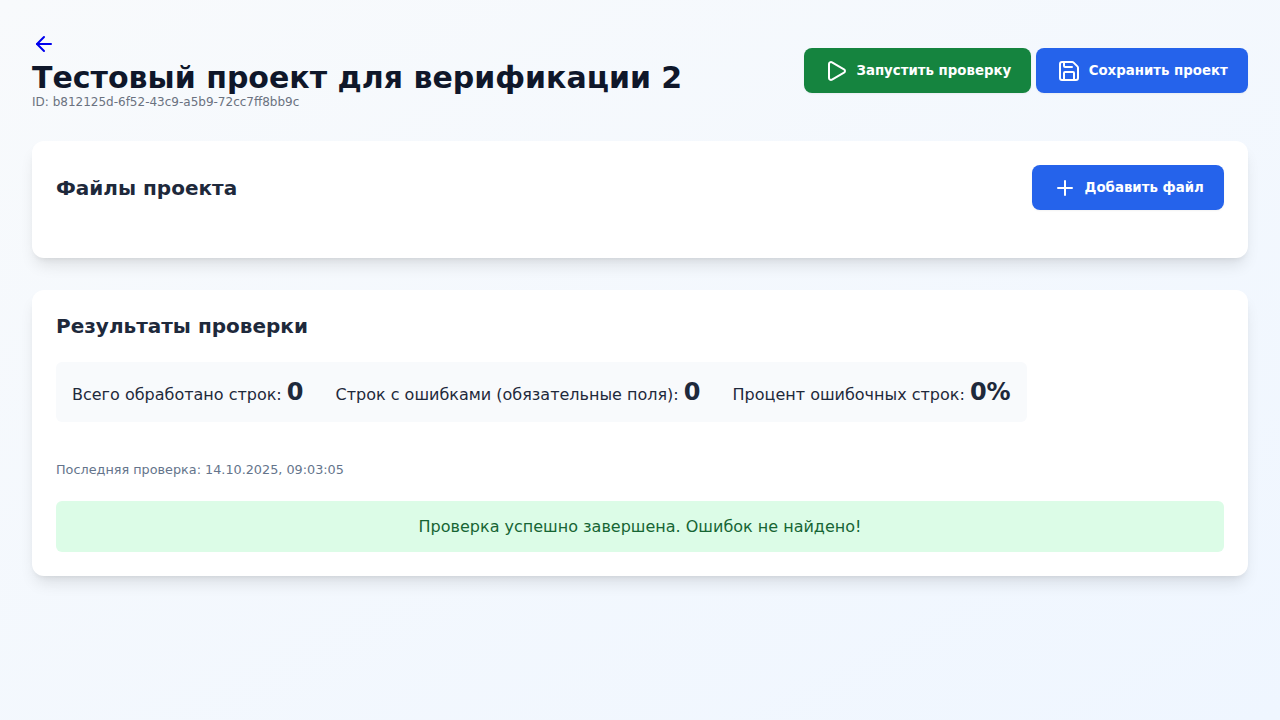 Тестовый проект для верификации 2
ID: b812125d-6f52-43c9-a5b9-72cc7ff8bb9c
Запустить проверку
Сохранить проект
Файлы проекта
Добавить файл
Результаты проверки
Всего обработано строк: 0
Строк с ошибками (обязательные поля): 0
Процент ошибочных строк: 0%
Последняя проверка: 14.10.2025, 09:03:05
Проверка успешно завершена. Ошибок не найдено!